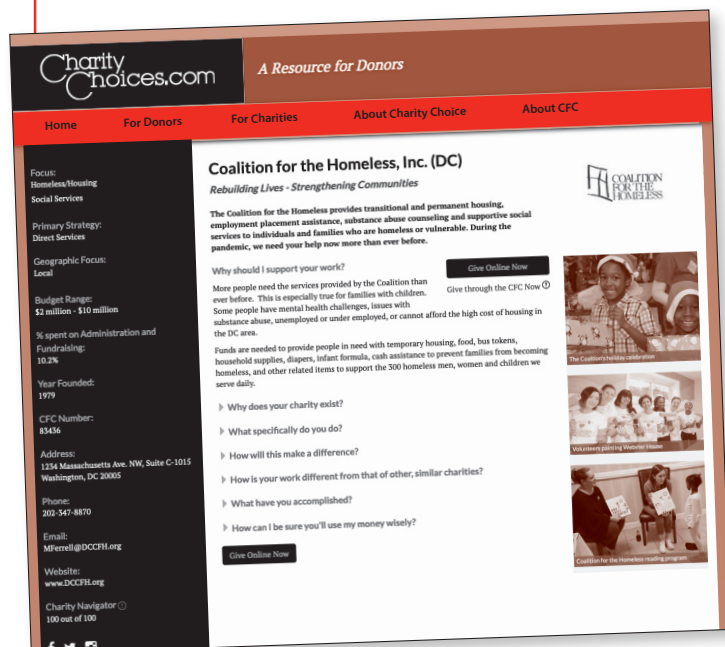 Charity
Choices.com
A Resource for Donors
Home For Donors For Charities About Charity Choice About CFC
Focus:
Homeless/Housing
Social Services
Primary Strategy:
Direct Services
Geographic Focus:
Local
Budget Range:
$2 million - $10 million
% spent on Administration and
Fundraising:
10.2%
Year Founded:
1979
CFC Number:
83436
Address:
1234 Massachusetts Ave. NW, Suite C-1015
Washington, DC 20005
Phone:
202-347-8870
Email:
MFerrell@DCCFH.org
Website:
www.DCCFH.org
Charity Navigator
100 out of 100
Coalition for the Homeless, Inc. (DC)
Rebuilding Lives - Strengthening Communities
The Coalition for the Homeless provides transitional and permanent housing,
employment placement assistance, substance abuse counseling and supportive social
services to individuals and families who are homeless or vulnerable. During the
pandemic, we need your help now more than ever before.
Why should I support your work?
More people need the services provided by the Coalition than
ever before. This is especially true for families with children.
Some people have mental health challenges, issues with
substance abuse, unemployed or under employed, or cannot afford the high cost of housing in
the DC area.
Give Online Now
Give through the CFC Now
Funds are needed to provide people in need with temporary housing, food, bus tokens,
household supplies, diapers, infant formula, cash assistance to prevent families from becoming
homeless, and other related items to support the 300 homeless men, women and children we
serve daily.
Why does your charity exist?
What specifically do you do?
How will this make a difference?
How is your work different from that of other, similar charities?
What have you accomplished?
How can I be sure you'll use my money wisely?
Give Online Now
COALITION
FOR THE
HOMELESS
The Coalition's holiday celebration
Volunteers painting Webster House
Coalition for the Homeless reading program